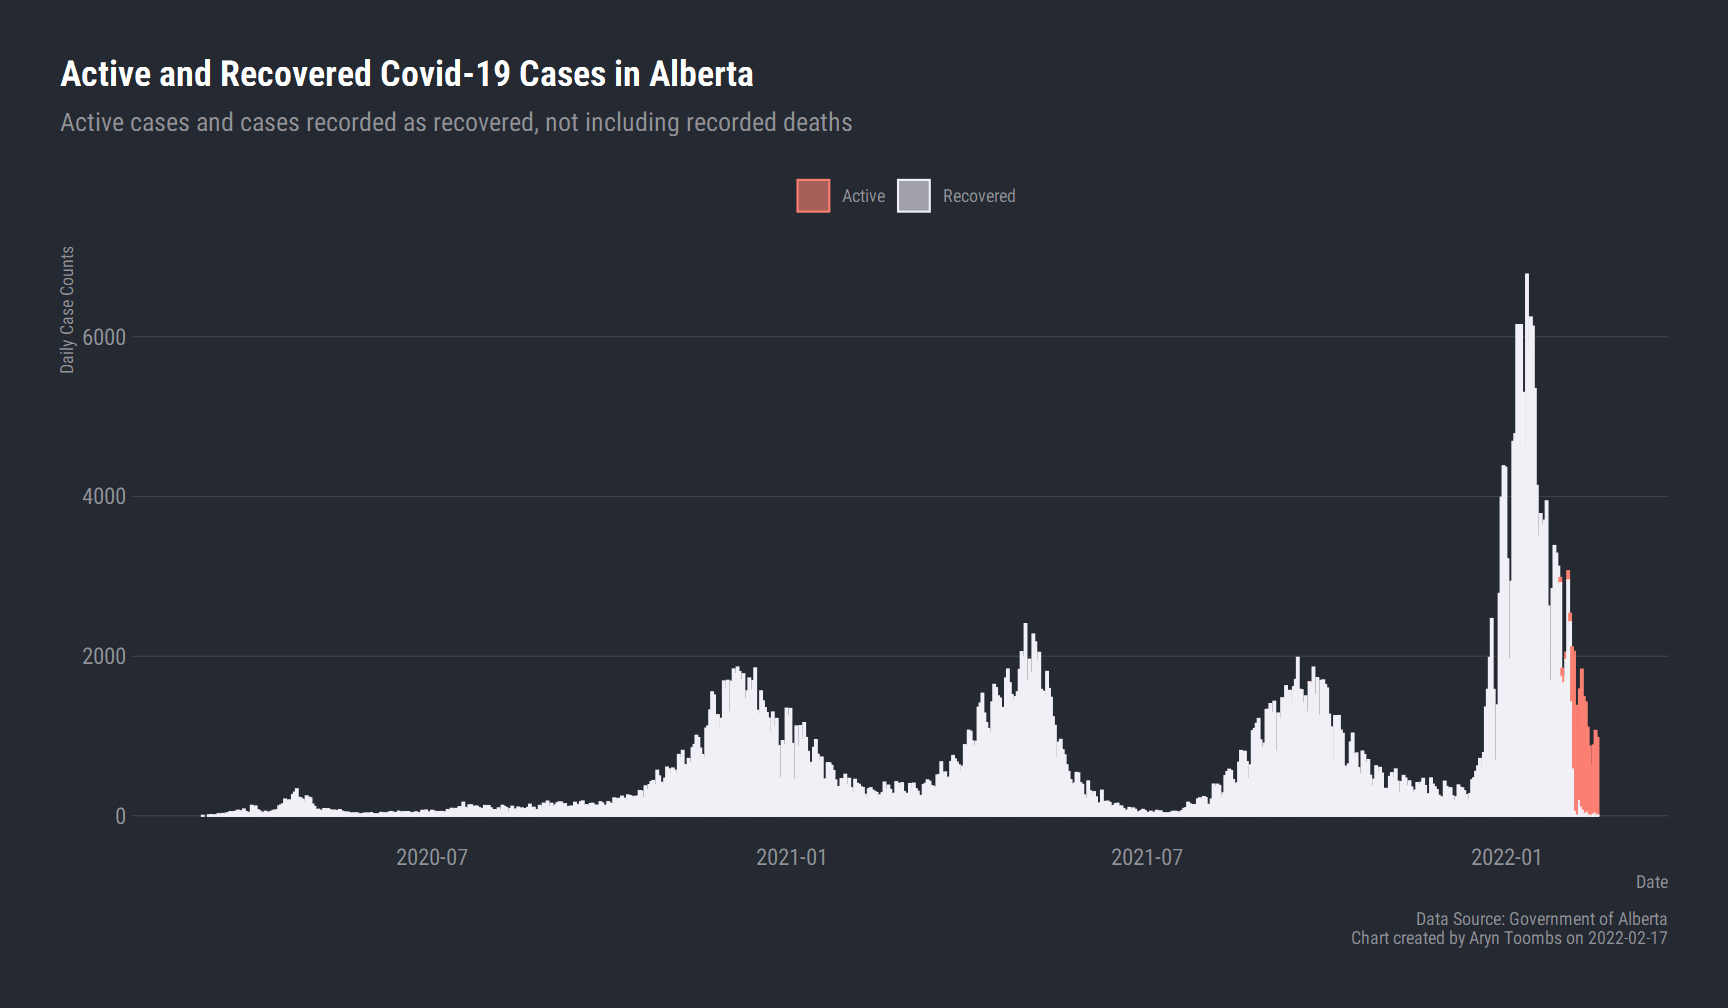 Active and Recovered Covid-19 Cases in Alberta
Active cases and cases recorded as recovered, not including recorded deaths
Active
Recovered
Daily Case Counts
6000
4000
2000
0
2020-07
2021-01
2021-07
2022-01
Date
Data Source: Government of Alberta
Chart created by Aryn Toombs on 2022-02-17